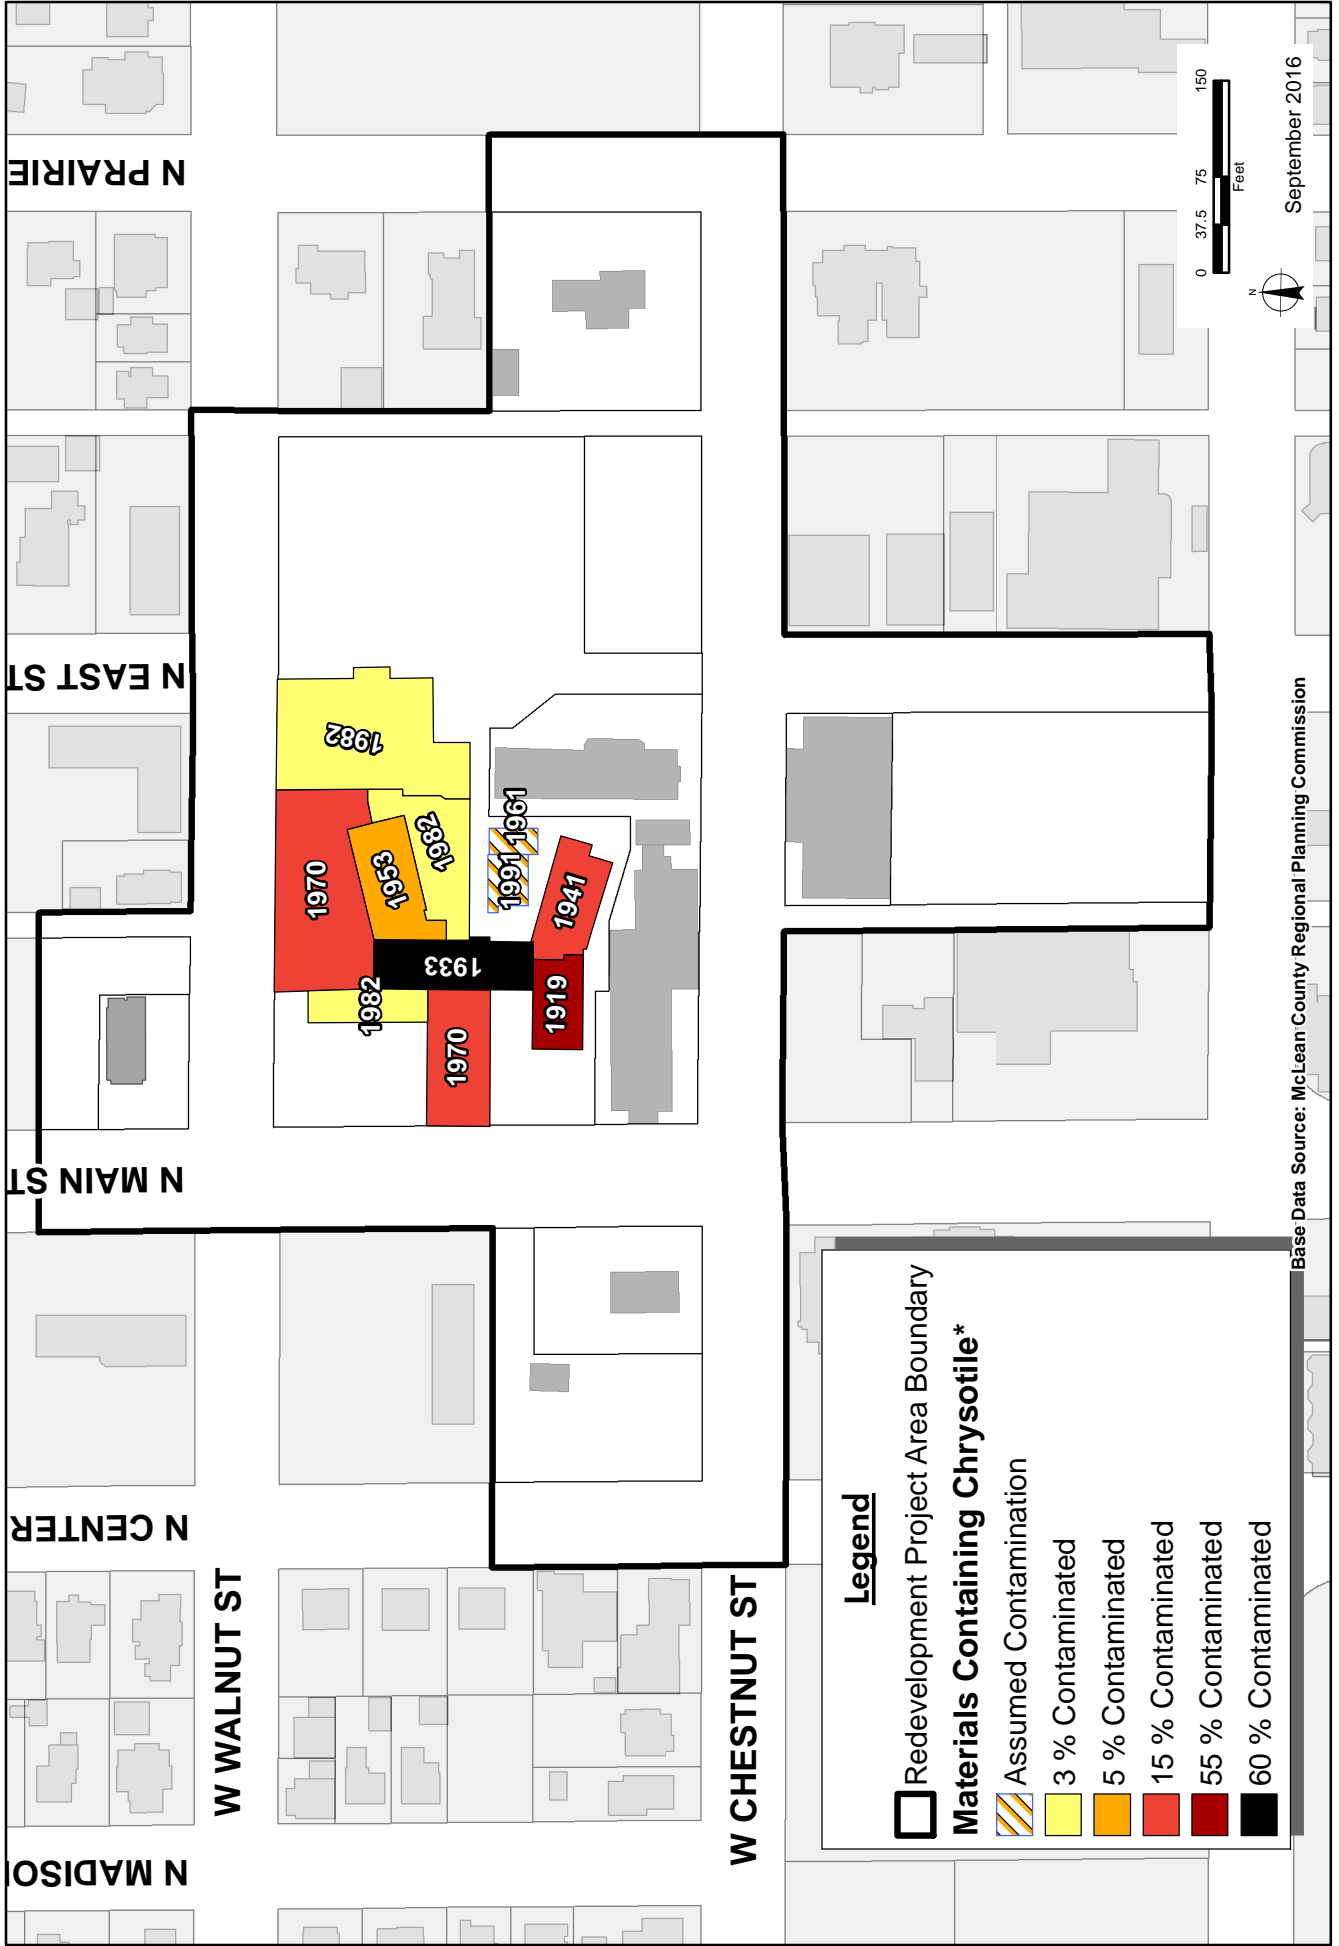 N MADISO
N CENTER
N MAIN ST
N EAST ST
N PRAIRIE
W WALNUT ST
W CHESTNUT ST
1970
1982
1982
1953
1982
1933
1970
1991
1961
1941
1919
Legend
Redevelopment Project Area Boundary
Materials Containing Chrysotile*
Assumed Contamination
3 % Contaminated
5 % Contaminated
15 % Contaminated
55 % Contaminated
60 % Contaminated
Base Data Source: McLean County Regional Planning Commission
0 37.5 75 150
Feet
N
September 2016